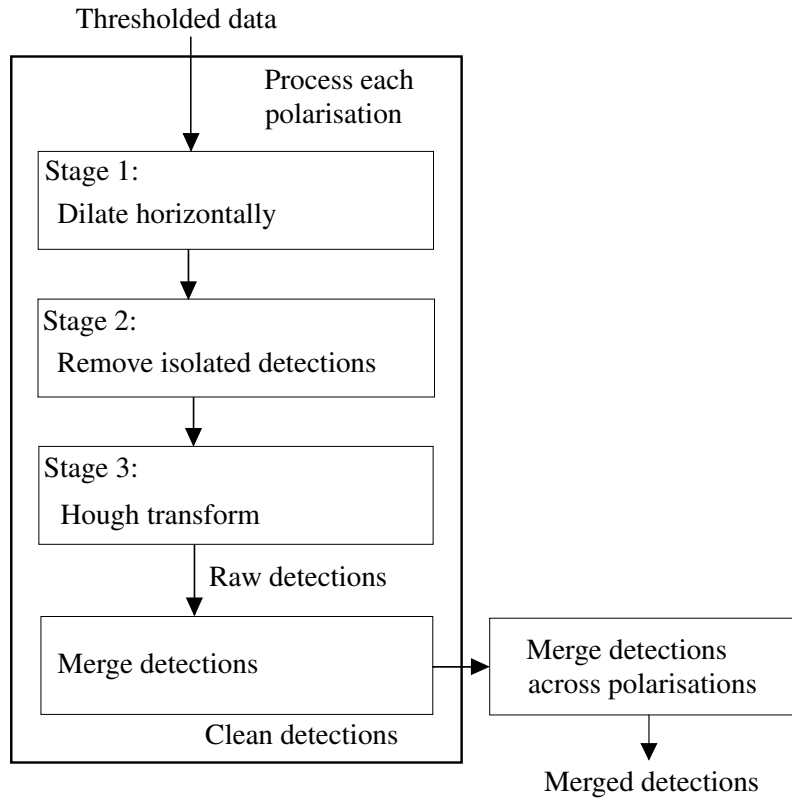 Thresholded data
Process each
polarisation
Stage 1:
Dilate horizontally
Stage 2:
Remove isolated detections
Stage 3:
Hough transform
Raw detections
Merge detections
Clean detections
Merge detections
across polarisations
Merged detections